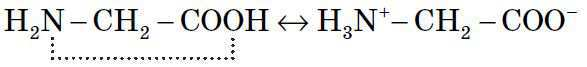 H₂N – CH₂ – COOH ↔ H₃N⁺– CH₂ – COO⁻